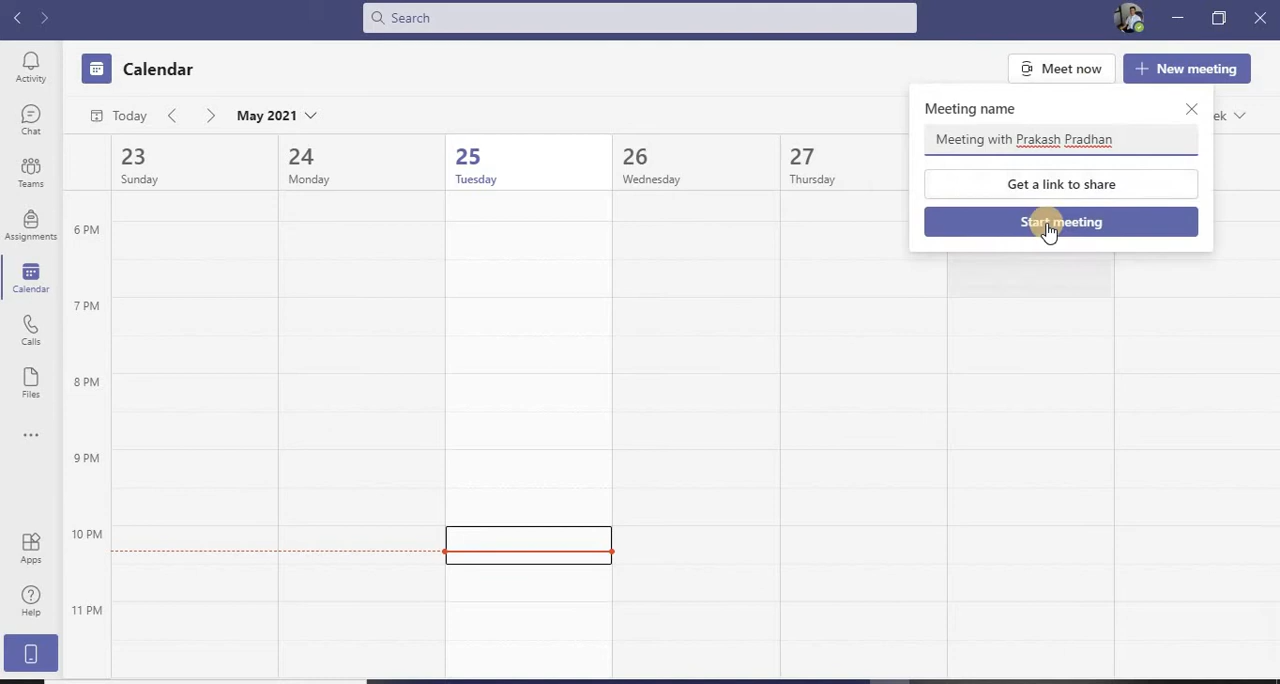 Search
Activity
Chat
Teams
Assignments
Calendar
Calls
Files
Apps
Help
Calendar
Meet now
New meeting
Today
May 2021
ek
23
Sunday
24
Monday
25
Tuesday
26
Wednesday
27
Thursday
6 PM
7 PM
8 PM
9 PM
10 PM
11 PM
Meeting name
Meeting with Prakash Pradhan
Get a link to share
Start meeting